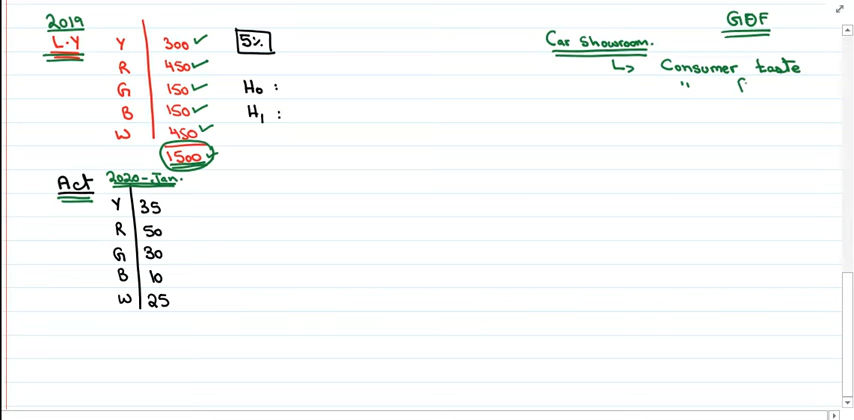 2019
L.Y
Y 300 ✓
R 450 ✓
G 150 ✓
B 150 ✓
W 450 ✓
1500 ✓
5%
H₀ :
H₁ :
GOF
Car Showroom.
↳ Consumer taste
"
Act 2020-Jan.
Y 35
R 50
G 30
B 10
W 25